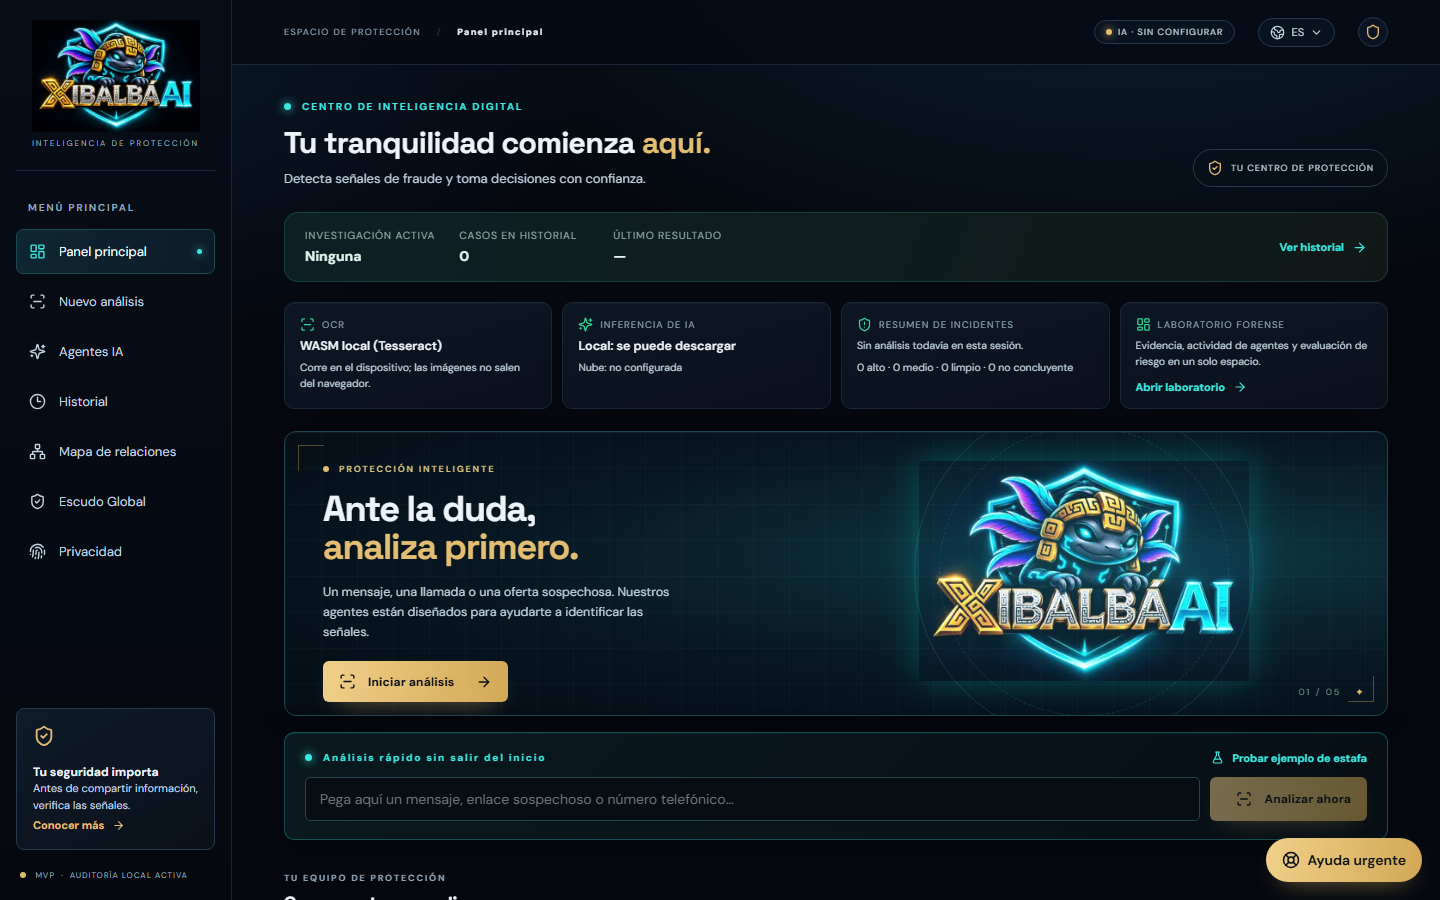 XIBALBÁAI
INTELIGENCIA DE PROTECCIÓN
MENÚ PRINCIPAL
Panel principal
Nuevo análisis
Agentes IA
Historial
Mapa de relaciones
Escudo Global
Privacidad
Tu seguridad importa
Antes de compartir información,
verifica las señales.
Conocer más
MVP · AUDITORÍA LOCAL ACTIVA
ESPACIO DE PROTECCIÓN / Panel principal
IA · SIN CONFIGURAR
ES
CENTRO DE INTELIGENCIA DIGITAL
Tu tranquilidad comienza aquí.
Detecta señales de fraude y toma decisiones con confianza.
TU CENTRO DE PROTECCIÓN
INVESTIGACIÓN ACTIVA
Ninguna
CASOS EN HISTORIAL
0
ÚLTIMO RESULTADO
—
Ver historial
OCR
WASM local (Tesseract)
Corre en el dispositivo; las imágenes no salen
del navegador.
INFERENCIA DE IA
Local: se puede descargar
Nube: no configurada
RESUMEN DE INCIDENTES
Sin análisis todavía en esta sesión.
0 alto · 0 medio · 0 limpio · 0 no concluyente
LABORATORIO FORENSE
Evidencia, actividad de agentes y evaluación de
riesgo en un solo espacio.
Abrir laboratorio
PROTECCIÓN INTELIGENTE
Ante la duda,
analiza primero.
Un mensaje, una llamada o una oferta sospechosa. Nuestros
agentes están diseñados para ayudarte a identificar las
señales.
Iniciar análisis
XIBALBÁAI
01 / 05
Análisis rápido sin salir del inicio
Probar ejemplo de estafa
Pega aquí un mensaje, enlace sospechoso o número telefónico...
Analizar ahora
Ayuda urgente
TU EQUIPO DE PROTECCIÓN